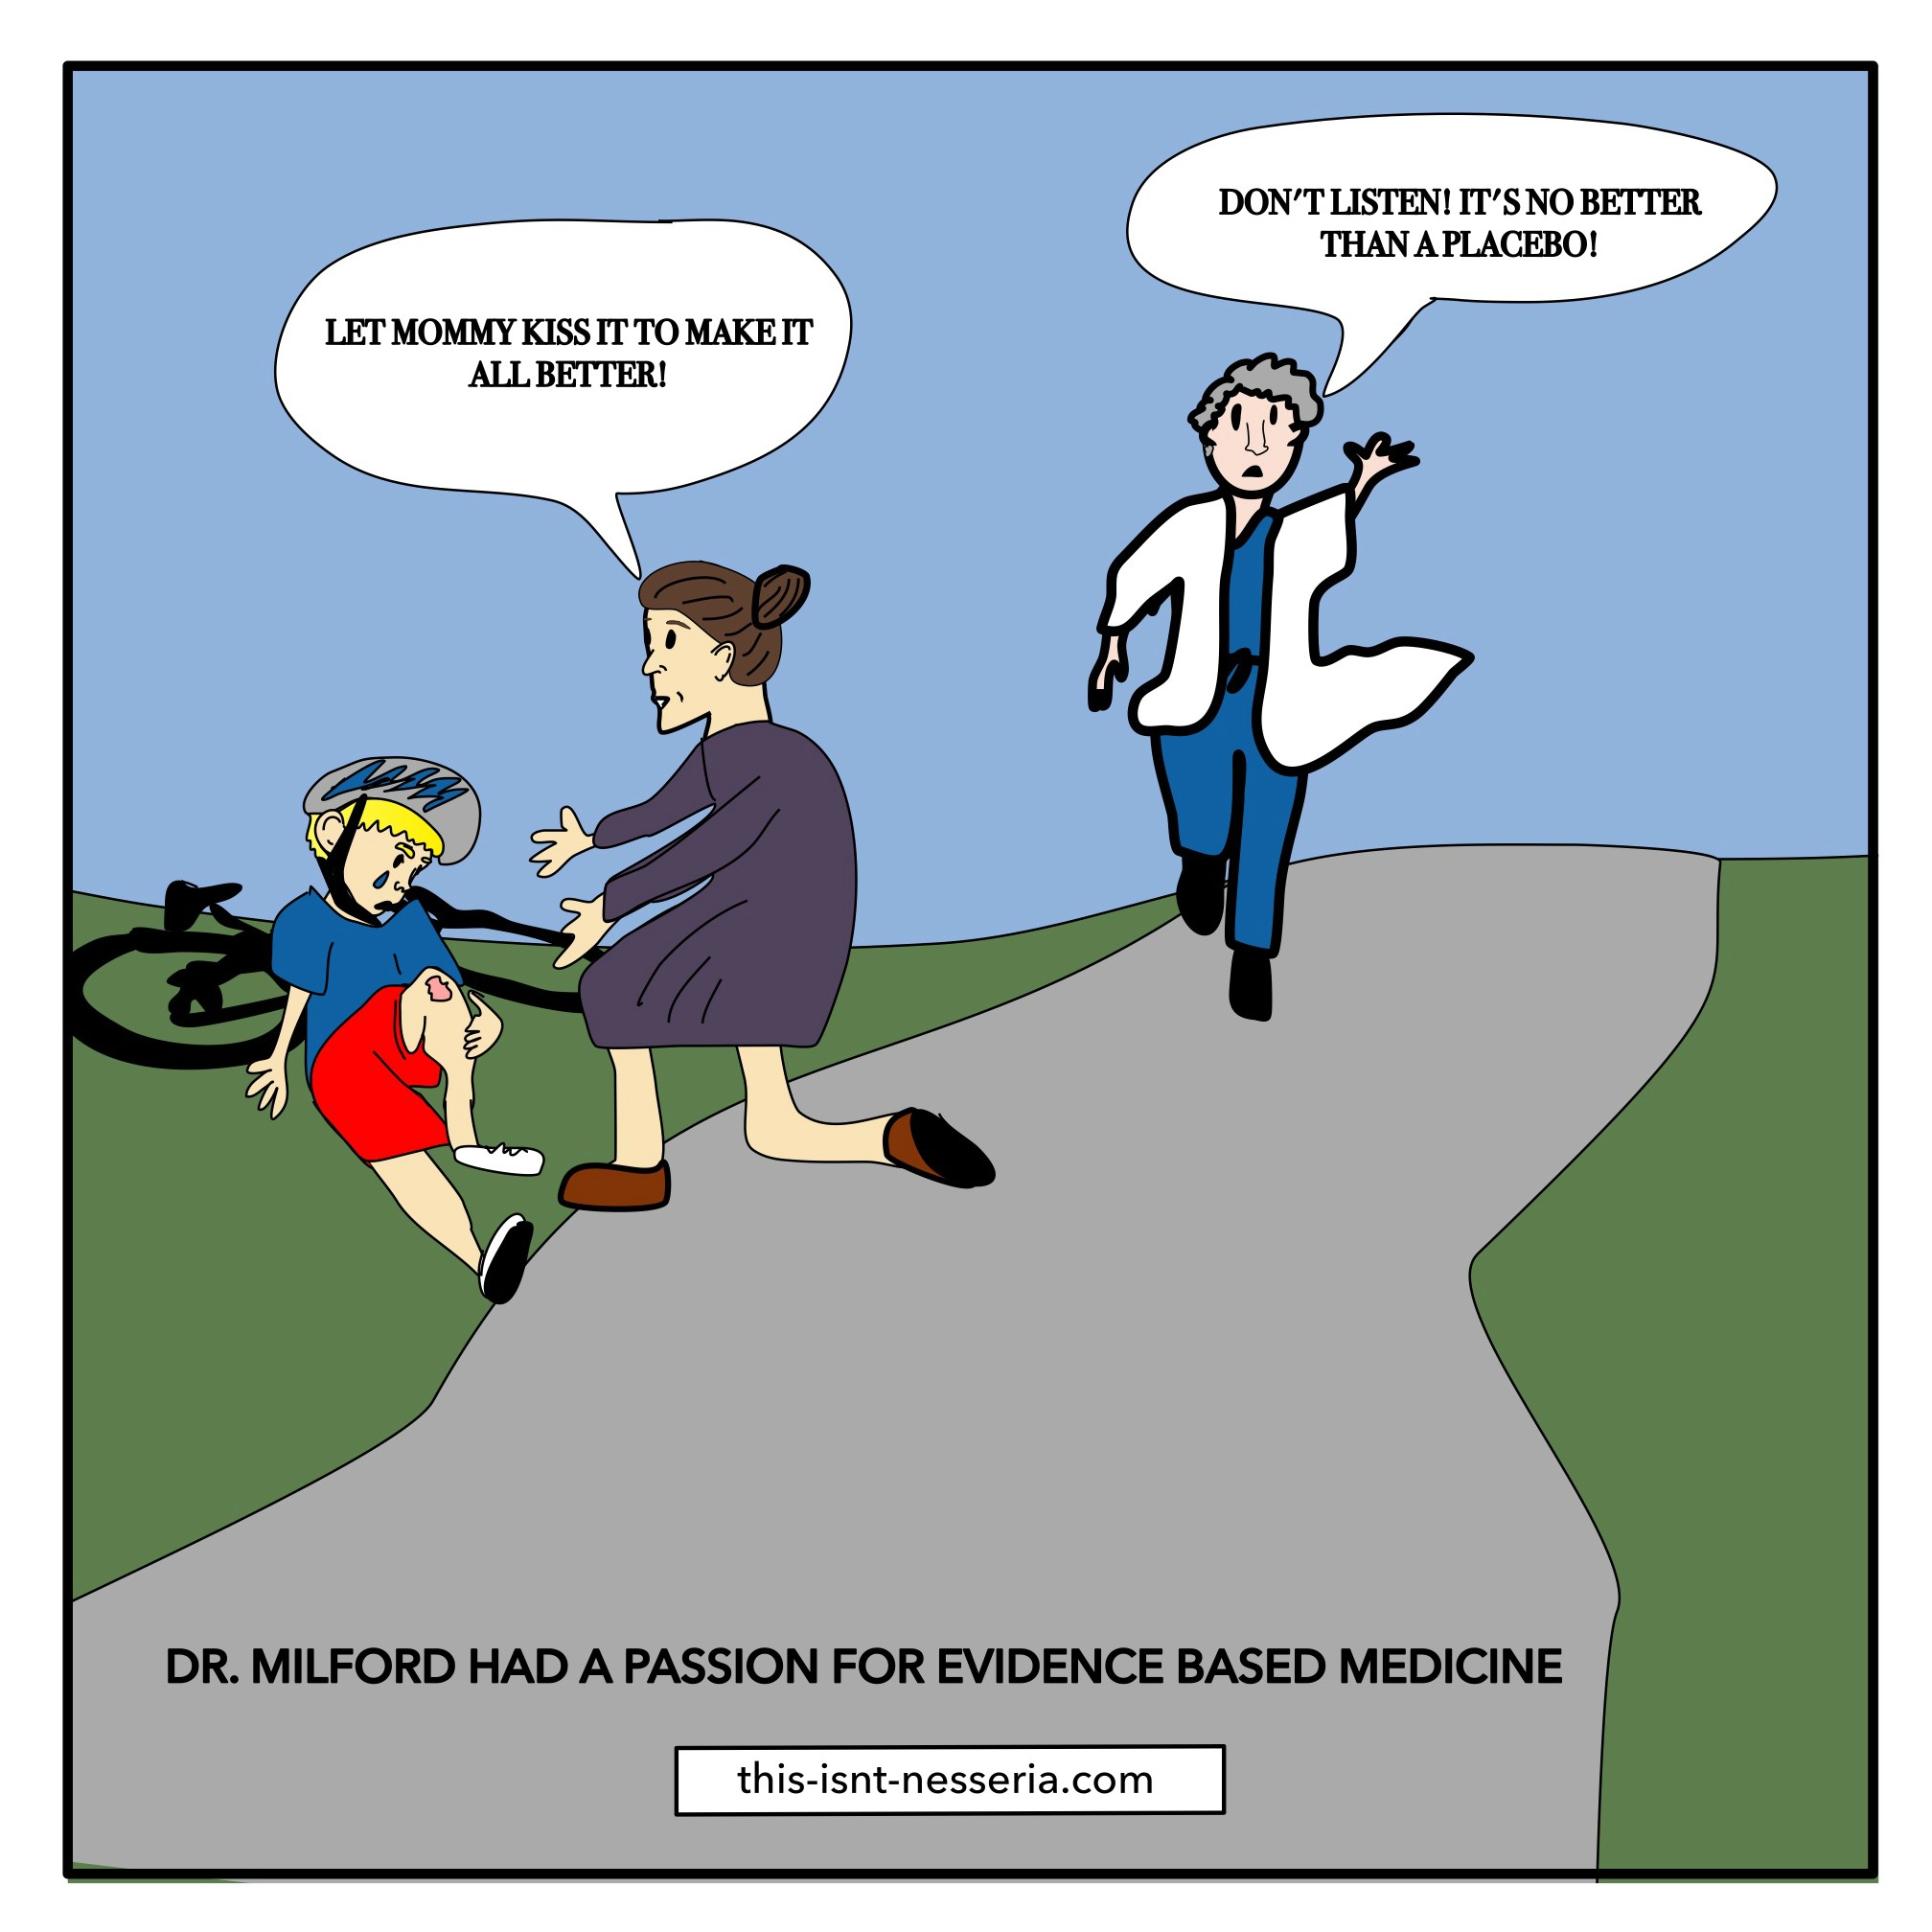 LET MOMMY KISS IT TO MAKE IT
ALL BETTER!
DON'T LISTEN! IT'S NO BETTER
THAN A PLACEBO!
DR. MILFORD HAD A PASSION FOR EVIDENCE BASED MEDICINE
this-isnt-nesseria.com